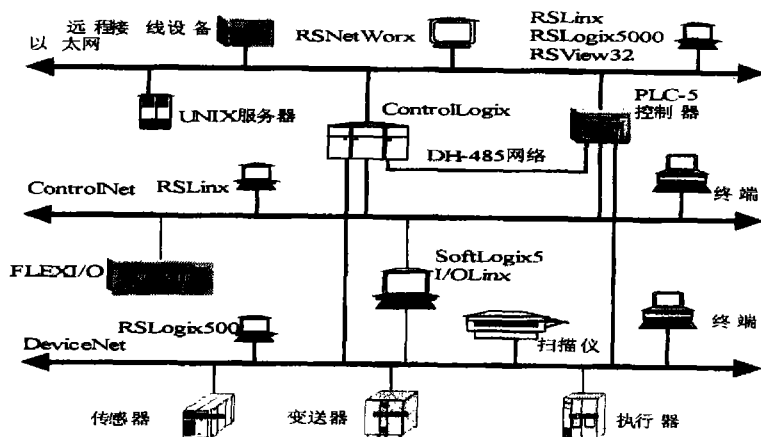 远程接线设备
以太网
RSNetWorx
RSLinx
RSLogix5000
RSView32
UNIX服务器
ControlLogix
PLC-5
控制器
DH-485网络
ControlNet
RSLinx
终端
FLEXI/O
SoftLogix5
I/OLinx
RSLogix500
DeviceNet
扫描仪
终端
传感器
变送器
执行器